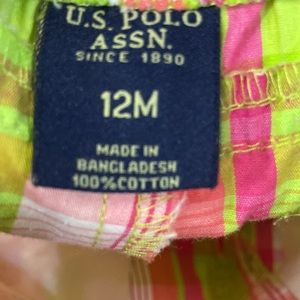 U.S. POLO
ASSN.
SINCE 1890
12M
MADE IN
BANGLADESH
100% COTTON